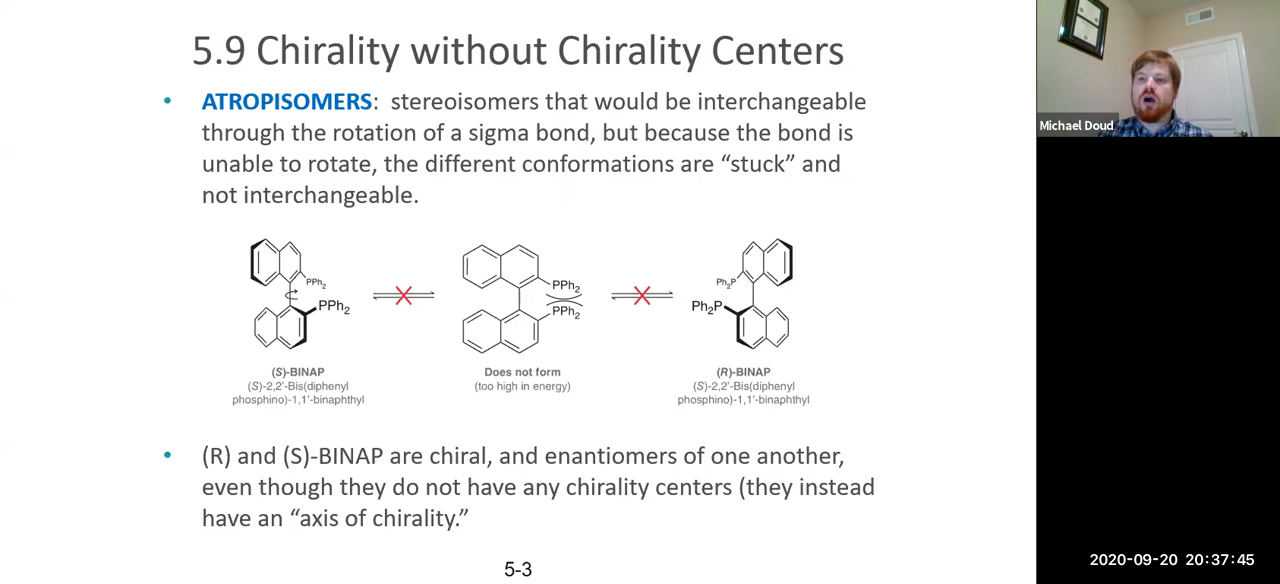 5.9 Chirality without Chirality Centers
• ATROPISOMERS: stereoisomers that would be interchangeable
through the rotation of a sigma bond, but because the bond is
unable to rotate, the different conformations are “stuck” and
not interchangeable.
PPh₂
PPh₂
PPh₂
PPh₂
Ph₂P
Ph₂P
(S)-BINAP
(S)-2,2'-Bis(diphenyl
phosphino)-1,1'-binaphthyl
Does not form
(too high in energy)
(R)-BINAP
(S)-2,2'-Bis(diphenyl
phosphino)-1,1'-binaphthyl
• (R) and (S)-BINAP are chiral, and enantiomers of one another,
even though they do not have any chirality centers (they instead
have an “axis of chirality.”
5-3
Michael Doud
2020-09-20 20:37:45